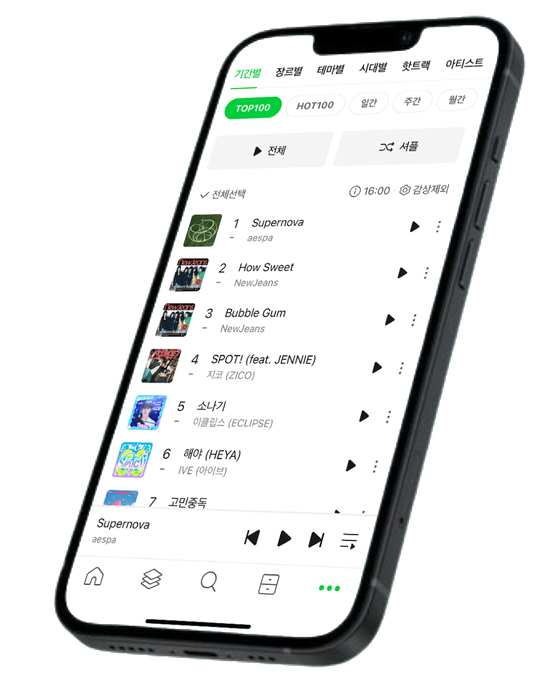 기간별 장르별 테마별 시대별 핫트랙 아티스트
TOP100 HOT100 일간 주간 월간
전체 셔플
전체선택 16:00 · 감상제외
1 Supernova
aespa
2 How Sweet
NewJeans
3 Bubble Gum
NewJeans
4 SPOT! (feat. JENNIE)
지코 (ZICO)
5 소나기
이클립스 (ECLIPSE)
6 해야 (HEYA)
IVE (아이브)
7 고민중독
Supernova
aespa